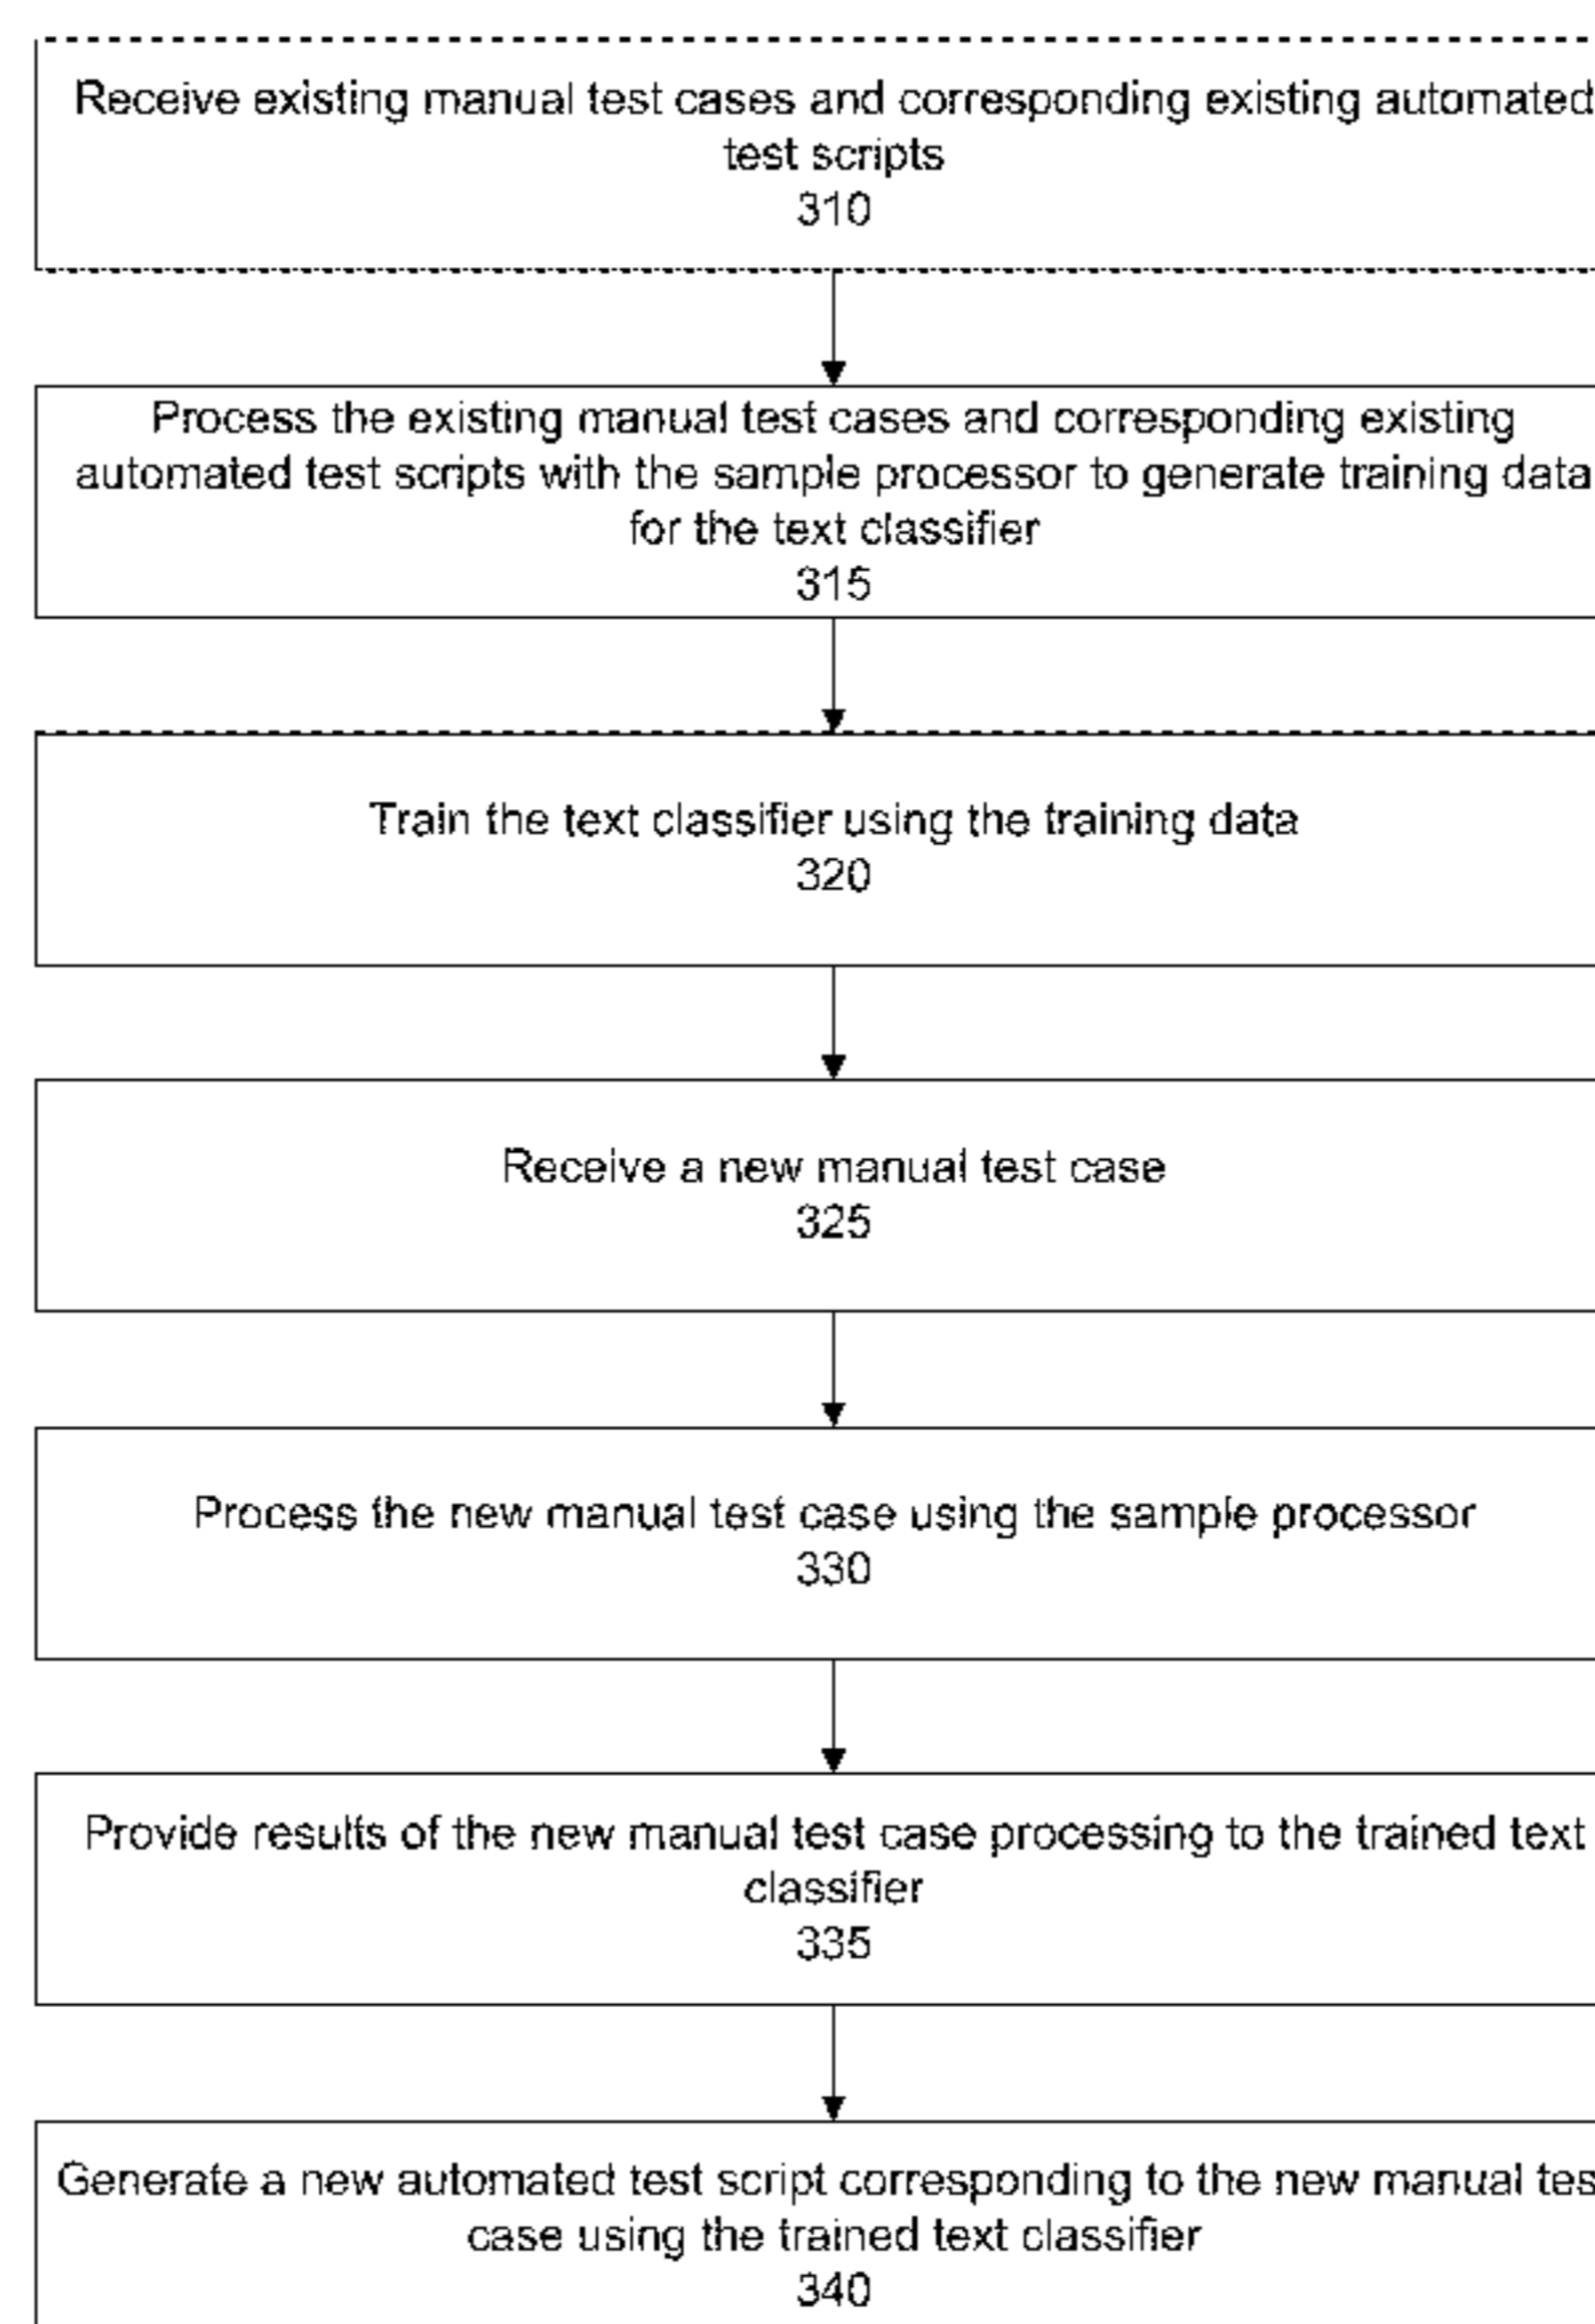 Receive existing manual test cases and corresponding existing automated
test scripts
310
Process the existing manual test cases and corresponding existing
automated test scripts with the sample processor to generate training data
for the text classifier
315
Train the text classifier using the training data
320
Receive a new manual test case
325
Process the new manual test case using the sample processor
330
Provide results of the new manual test case processing to the trained text
classifier
335
Generate a new automated test script corresponding to the new manual tes
case using the trained text classifier
340